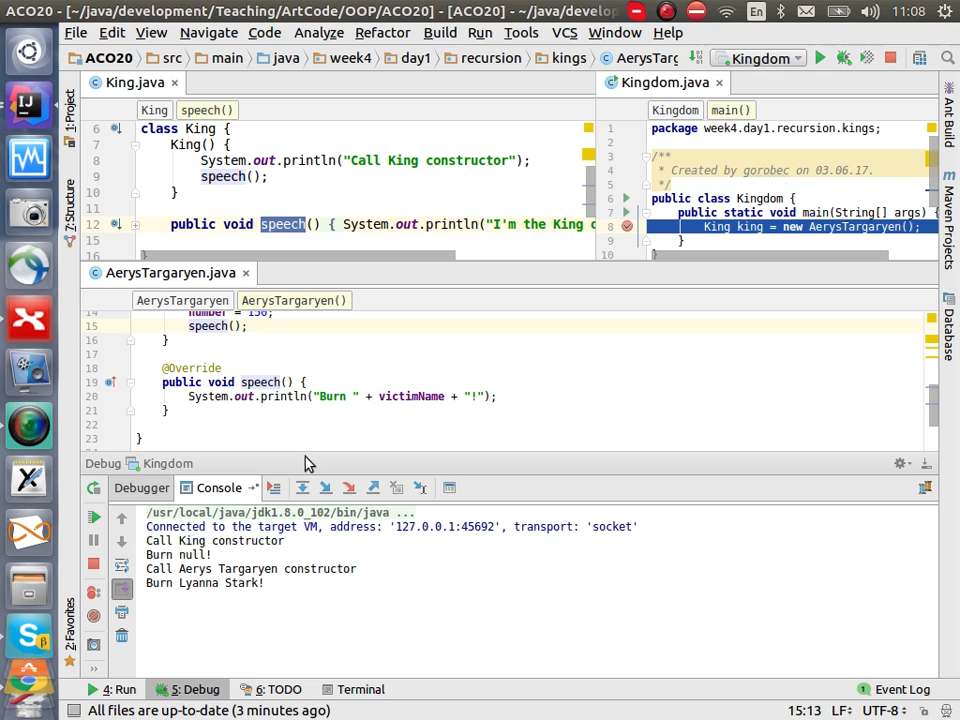 ACO20 - [~/java/development/Teaching/ArtCode/OOP/ACO20] - [ACO20] - ~/java/develop
En
11:08
File Edit View Navigate Code Analyze Refactor Build Run Tools VCS Window Help
ACO20 src main java week4 day1 recursion kings AerysTarg Kingdom
King.java
King speech()
6 class King {
7 King() {
8 System.out.println("Call King constructor");
9 speech();
10 }
11
12 public void speech() { System.out.println("I'm the King o
15
16 }
Kingdom.java
Kingdom main()
1 package week4.day1.recursion.kings;
2
3 /**
4 * Created by gorobec on 03.06.17.
5 */
6 public class Kingdom {
7 public static void main(String[] args) {
8 King king = new AerysTargaryen();
9 }
10 }
AerysTargaryen.java
AerysTargaryen AerysTargaryen()
14 number = 150;
15 speech();
16 }
17
18 @Override
19 public void speech() {
20 System.out.println("Burn " + victimName + "!");
21 }
22
23 }
Debug Kingdom
Debugger Console
/usr/local/java/jdk1.8.0_102/bin/java ...
Connected to the target VM, address: '127.0.0.1:45692', transport: 'socket'
Call King constructor
Burn null!
Call Aerys Targaryen constructor
Burn Lyanna Stark!
1: Project
7: Structure
2: Favorites
Ant Build
m Maven Projects
Database
4: Run 5: Debug 6: TODO Terminal 1 Event Log
All files are up-to-date (3 minutes ago) 15:13 LF÷ UTF-8÷